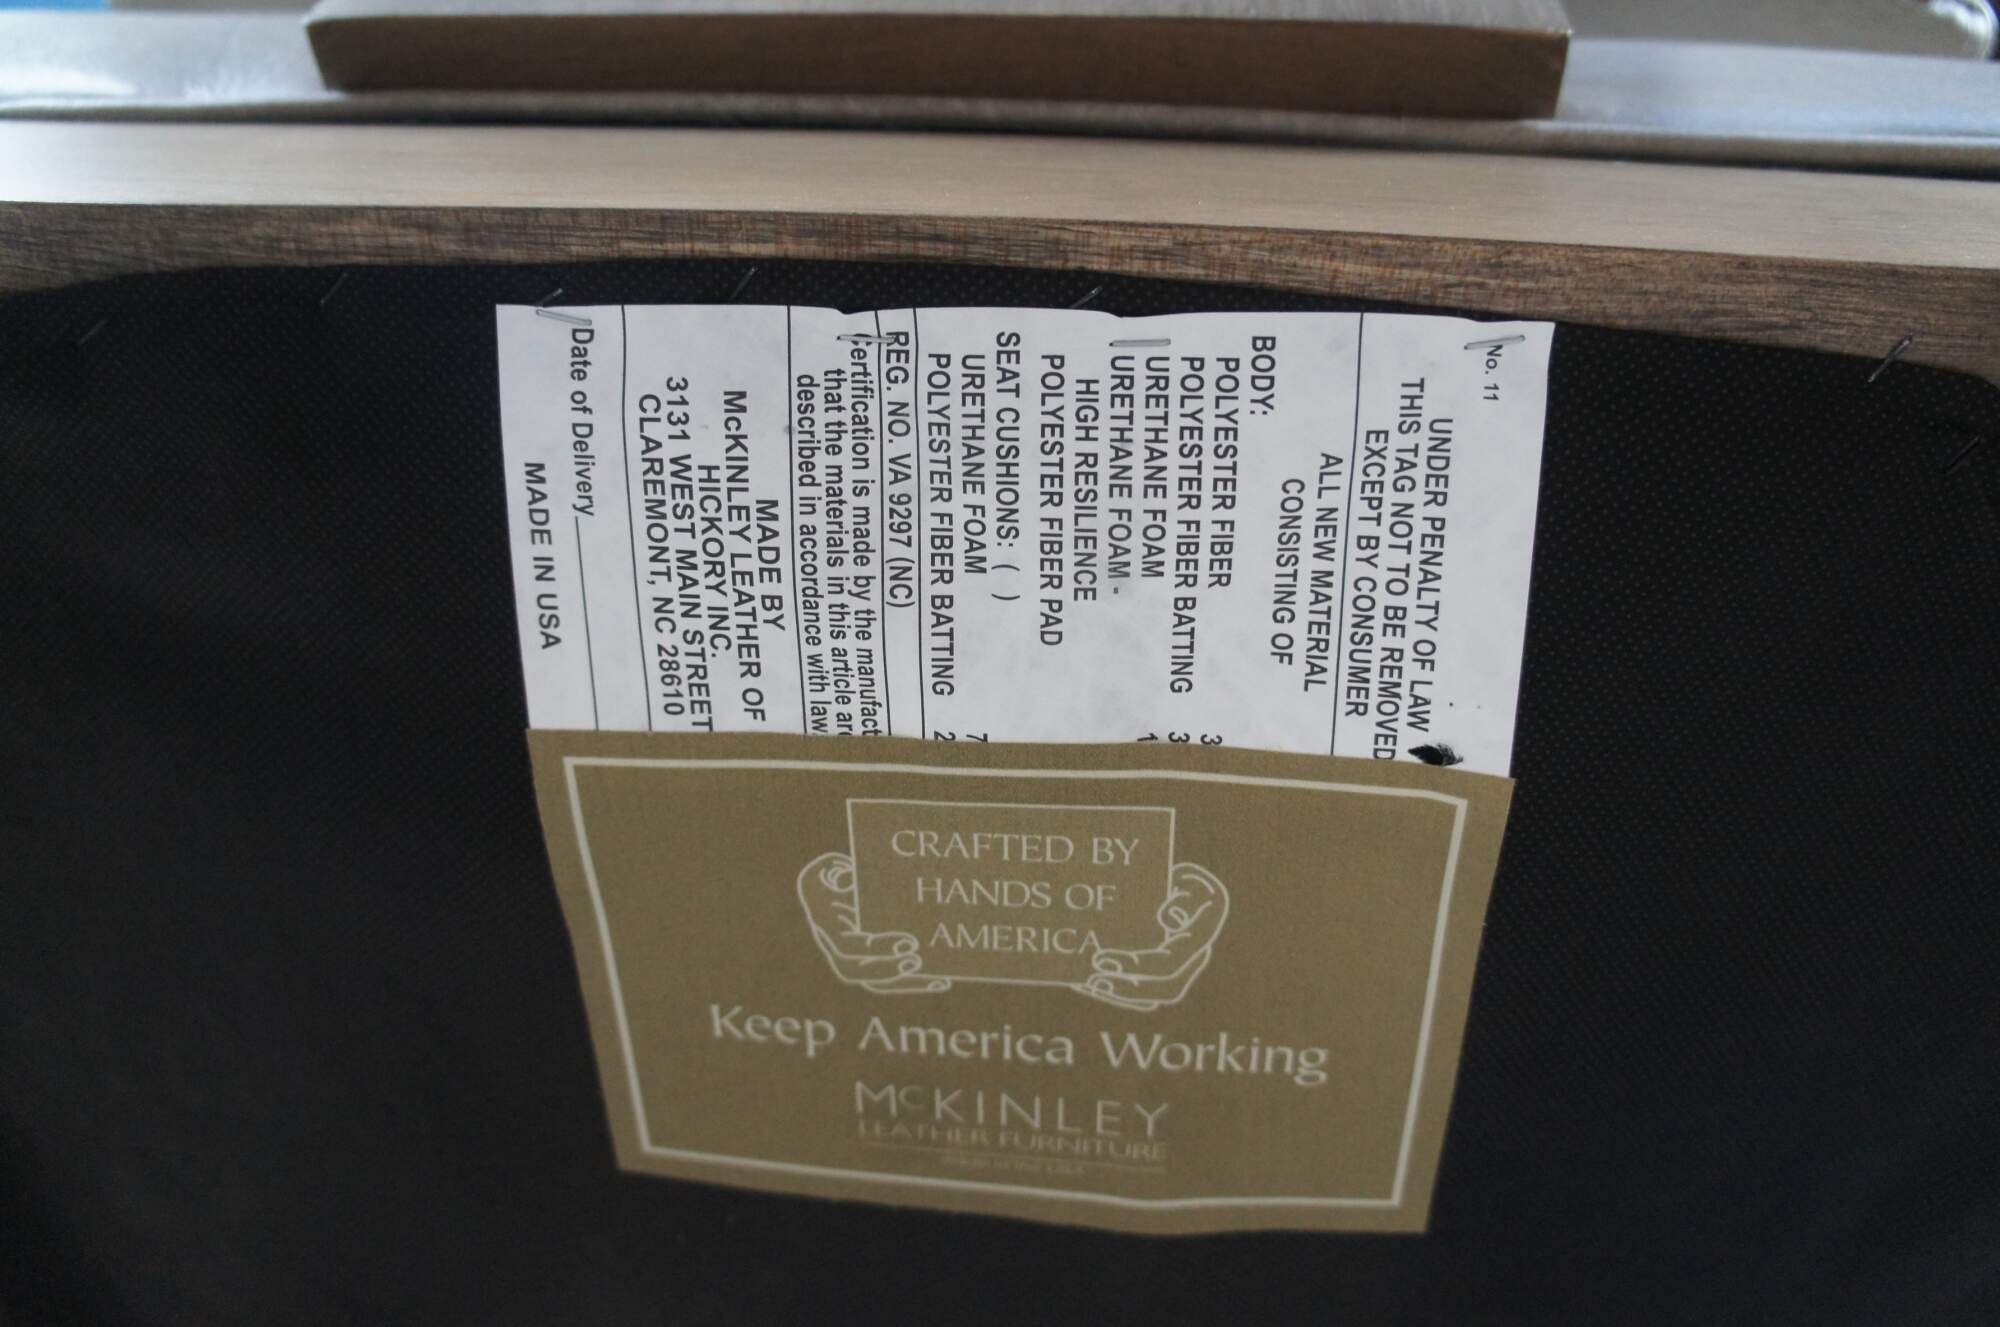 No. 11
UNDER PENALTY OF LAW
THIS TAG NOT TO BE REMOVED
EXCEPT BY CONSUMER
ALL NEW MATERIAL
CONSISTING OF
BODY:
POLYESTER FIBER 3
POLYESTER FIBER BATTING 3
URETHANE FOAM 1
URETHANE FOAM -
HIGH RESILIENCE
POLYESTER FIBER PAD
SEAT CUSHIONS: ( )
URETHANE FOAM 7
POLYESTER FIBER BATTING 2
REG. NO. VA 9297 (NC)
Certification is made by the manufact
that the materials in this article are
described in accordance with law
MADE BY
McKINLEY LEATHER OF
HICKORY INC.
3131 WEST MAIN STREET
CLAREMONT, NC 28610
Date of Delivery
MADE IN USA
CRAFTED BY
HANDS OF
AMERICA
Keep America Working
MCKINLEY
LEATHER FURNITURE